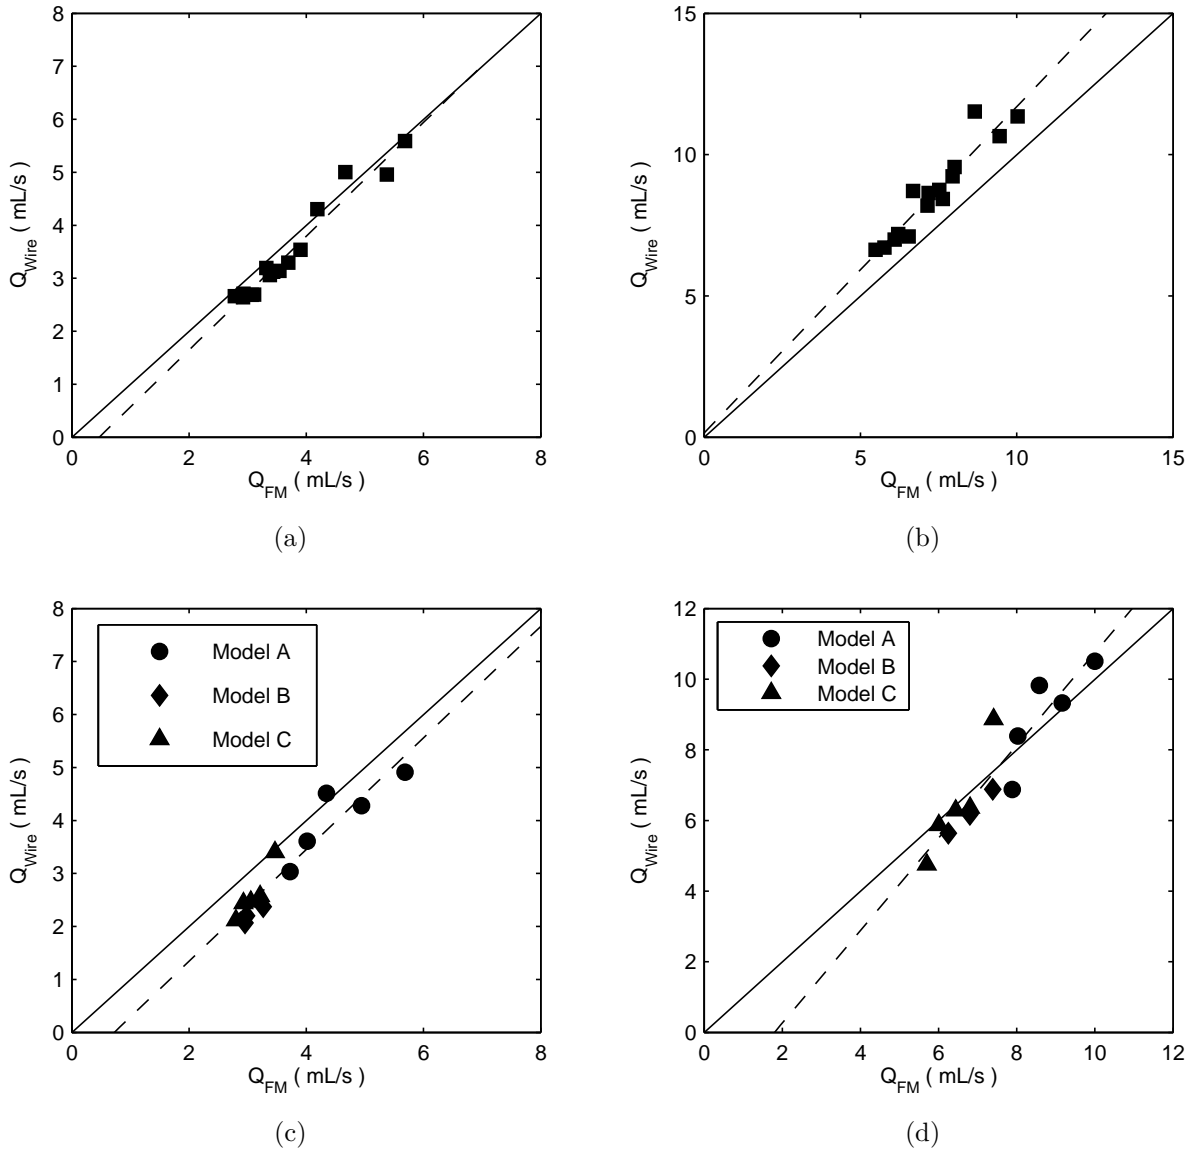 8
7
6
5
4
3
2
1
0
0 2 4 6 8
Q_Wire ( mL/s )
Q_FM ( mL/s )
(a)
15
10
5
0
0 5 10 15
Q_Wire ( mL/s )
Q_FM ( mL/s )
(b)
8
7
6
5
4
3
2
1
0
0 2 4 6 8
Q_Wire ( mL/s )
Q_FM ( mL/s )
Model A
Model B
Model C
(c)
12
10
8
6
4
2
0
0 2 4 6 8 10 12
Q_Wire ( mL/s )
Q_FM ( mL/s )
Model A
Model B
Model C
(d)